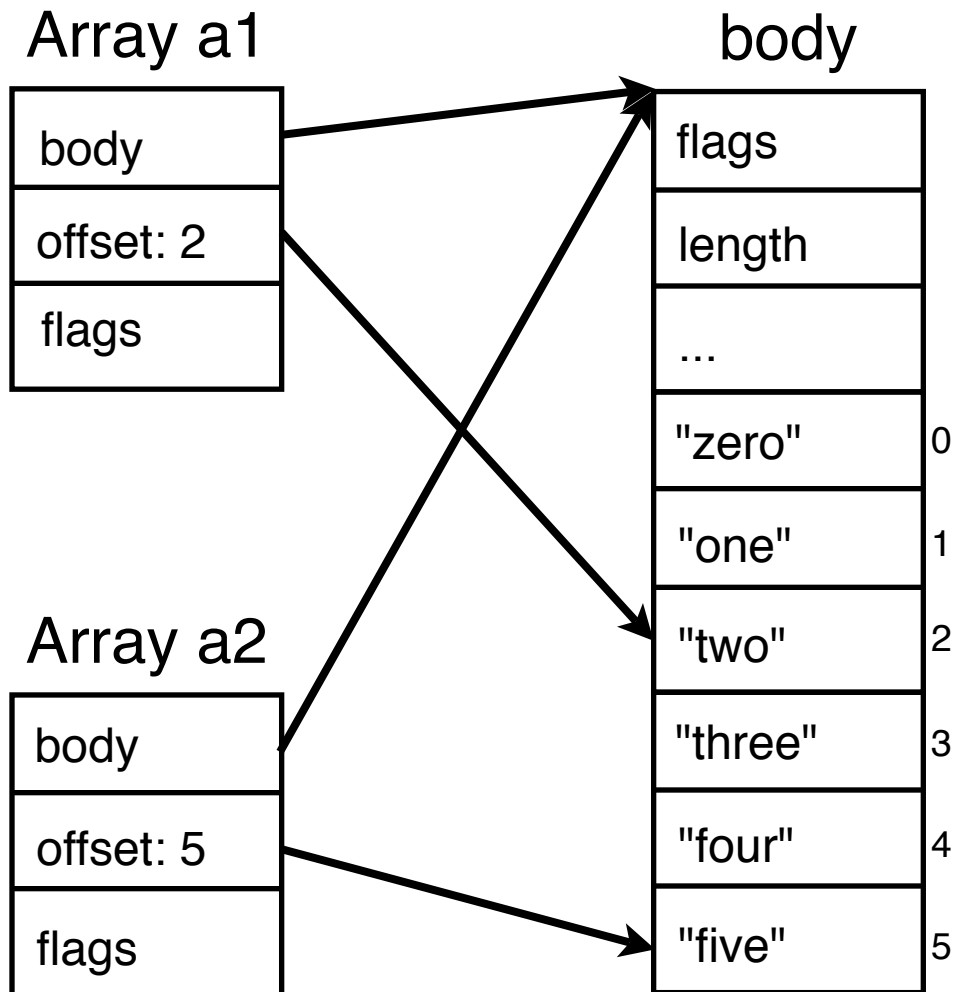 Array a1
body
offset: 2
flags
Array a2
body
offset: 5
flags
body
flags
length
...
"zero" 0
"one" 1
"two" 2
"three" 3
"four" 4
"five" 5